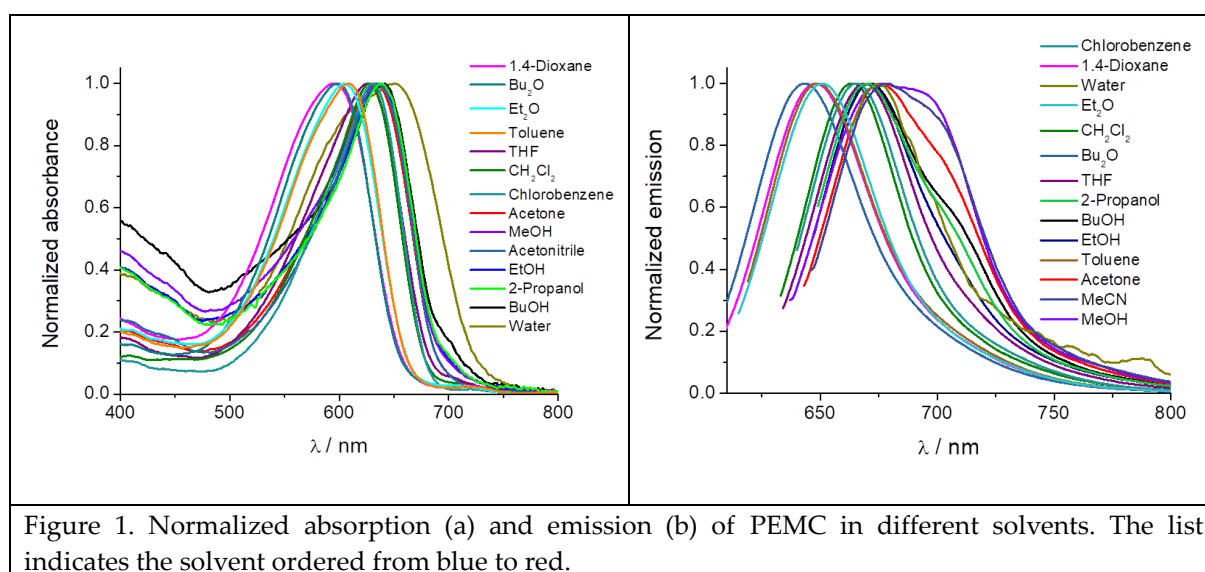 1.0
0.8
0.6
0.4
0.2
0.0
Normalized absorbance
400
500
600
700
800
λ / nm
1.4-Dioxane
Bu₂O
Et₂O
Toluene
THF
CH₂Cl₂
Chlorobenzene
Acetone
MeOH
Acetonitrile
EtOH
2-Propanol
BuOH
Water
1.0
0.8
0.6
0.4
0.2
0.0
Normalized emission
650
700
750
800
λ / nm
Chlorobenzene
1.4-Dioxane
Water
Et₂O
CH₂Cl₂
Bu₂O
THF
2-Propanol
BuOH
EtOH
Toluene
Acetone
MeCN
MeOH
Figure 1. Normalized absorption (a) and emission (b) of PEMC in different solvents. The list
indicates the solvent ordered from blue to red.